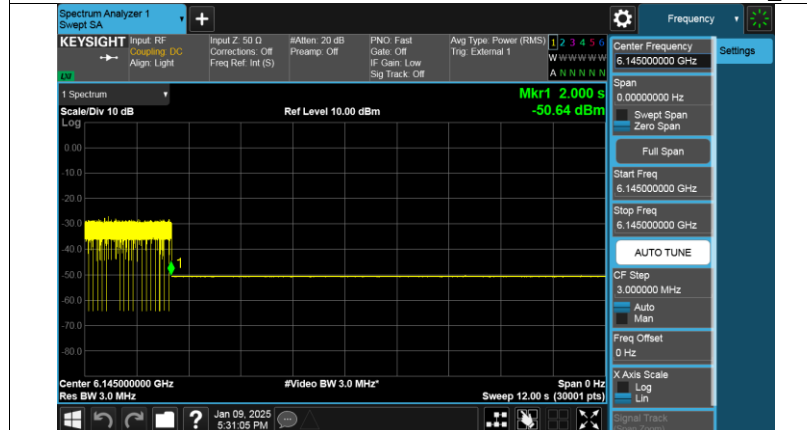 Spectrum Analyzer 1
Swept SA
Frequency
KEYSIGHT
Input: RF
Coupling: DC
Align: Light
Input Z: 50 Ω
Corrections: Off
Freq Ref: Int (S)
#Atten: 20 dB
Preamp: Off
PNO: Fast
Gate: Off
IF Gain: Low
Sig Track: Off
Avg Type: Power (RMS)
Trig: External 1
1 2 3 4 5 6
W W W W W W
A N N N N N
LXI
1 Spectrum
Scale/Div 10 dB
Log
Ref Level 10.00 dBm
Mkr1 2.000 s
-50.64 dBm
0.00
-10.0
-20.0
-30.0
-40.0
-50.0
-60.0
-70.0
-80.0
1
Center 6.145000000 GHz
Res BW 3.0 MHz
#Video BW 3.0 MHz*
Span 0 Hz
Sweep 12.00 s (30001 pts)
Jan 09, 2025
5:31:05 PM
Center Frequency
6.145000000 GHz
Span
0.00000000 Hz
Swept Span
Zero Span
Full Span
Start Freq
6.145000000 GHz
Stop Freq
6.145000000 GHz
AUTO TUNE
CF Step
3.000000 MHz
Auto
Man
Freq Offset
0 Hz
X Axis Scale
Log
Lin
Signal Track
(Span Zoom)
Settings